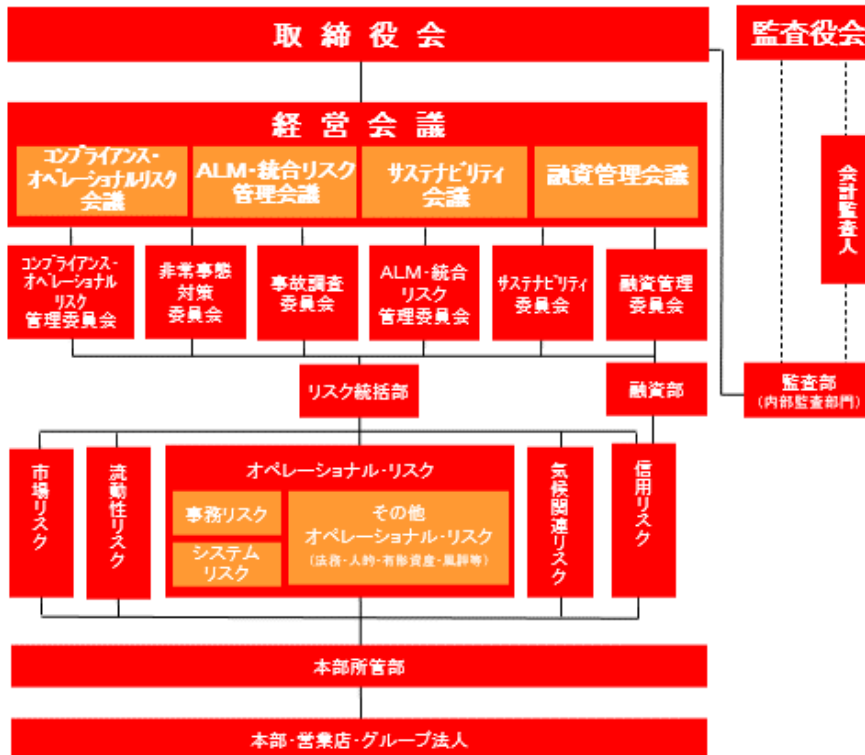 取締役会
監査役会
経営会議
コンプライアンス・
オペレーショナルリスク
会議
ALM・統合リスク
管理会議
サステナビリティ
会議
融資管理会議
会計監査人
コンプライアンス・
オペレーショナル
リスク
管理委員会
非常事態
対策
委員会
事故調査
委員会
ALM・統合
リスク
管理委員会
サステナビリティ
委員会
融資管理
委員会
リスク統括部
融資部
監査部
(内部監査部門)
市場リスク
流動性リスク
オペレーショナル・リスク
事務リスク
システム
リスク
その他
オペレーショナル・リスク
(法務・人的・有形資産・風評等)
気候関連リスク
信用リスク
本部所管部
本部・営業店・グループ法人